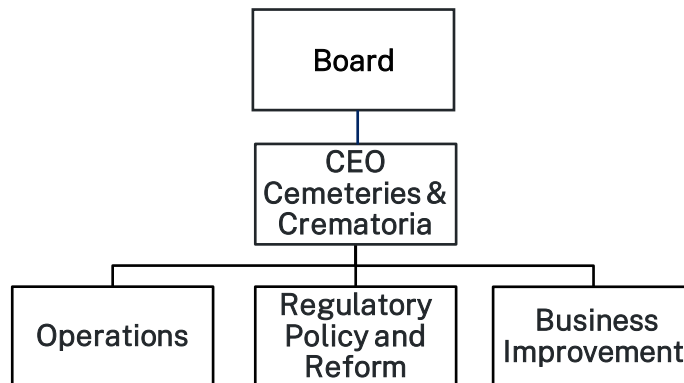 Board
CEO
Cemeteries &
Crematoria
Operations
Regulatory
Policy and
Reform
Business
Improvement